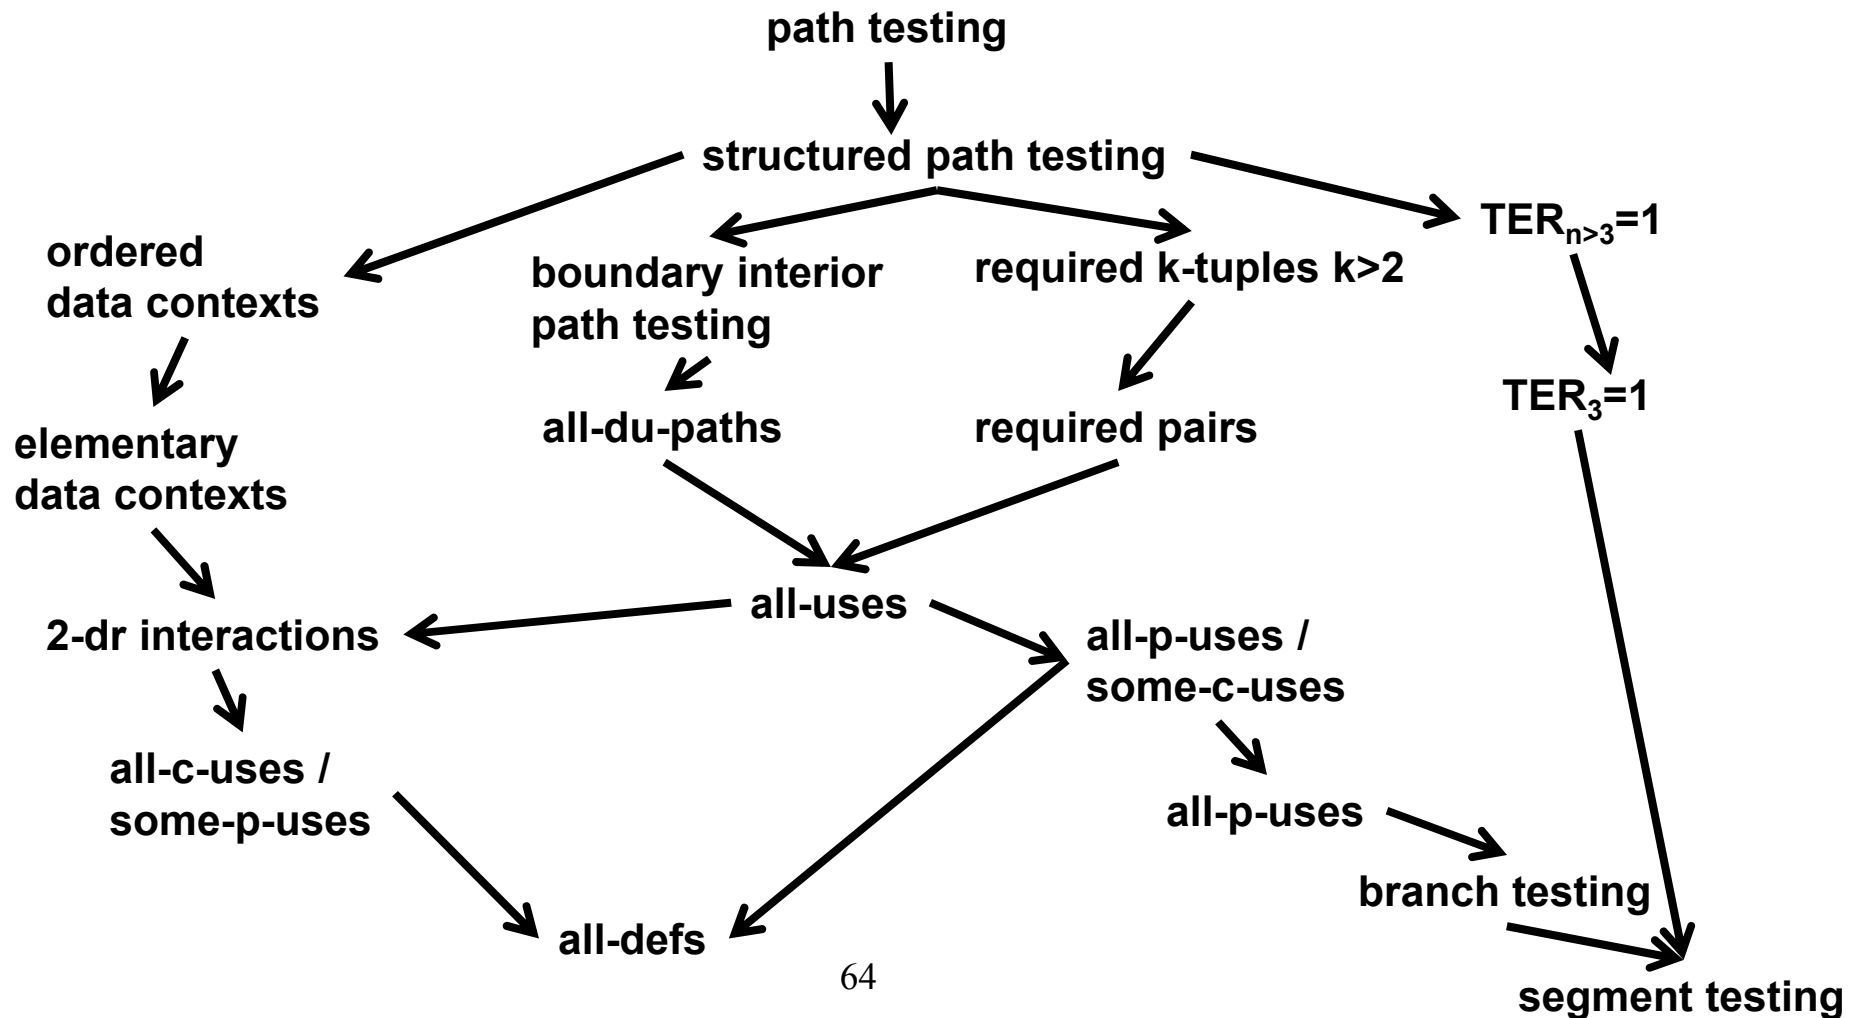 path testing
structured path testing
TERn>3=1
ordered
data contexts
boundary interior
path testing
required k-tuples k>2
TER3=1
elementary
data contexts
all-du-paths
required pairs
all-uses
2-dr interactions
all-p-uses /
some-c-uses
all-c-uses /
some-p-uses
all-p-uses
branch testing
all-defs
64
segment testing